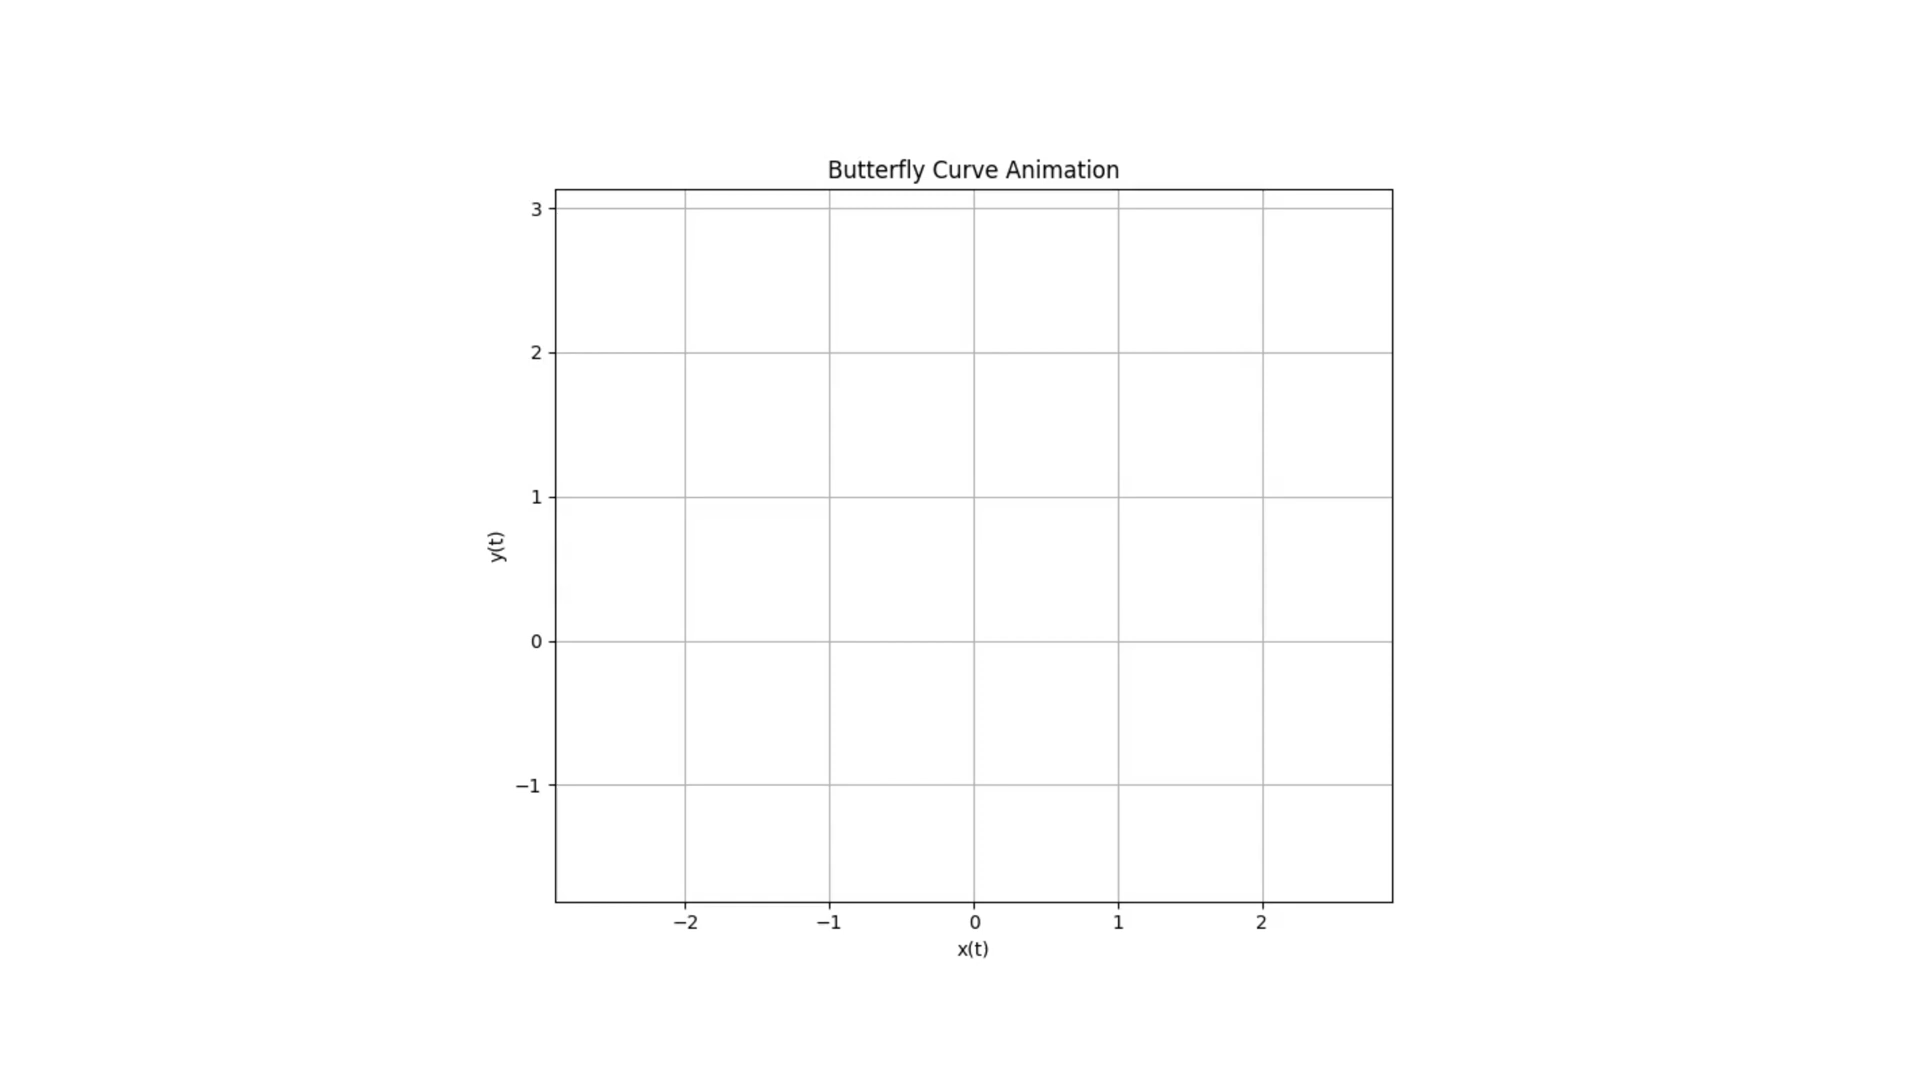 Butterfly Curve Animation
3
2
1
0
−1
y(t)
−2 −1 0 1 2
x(t)